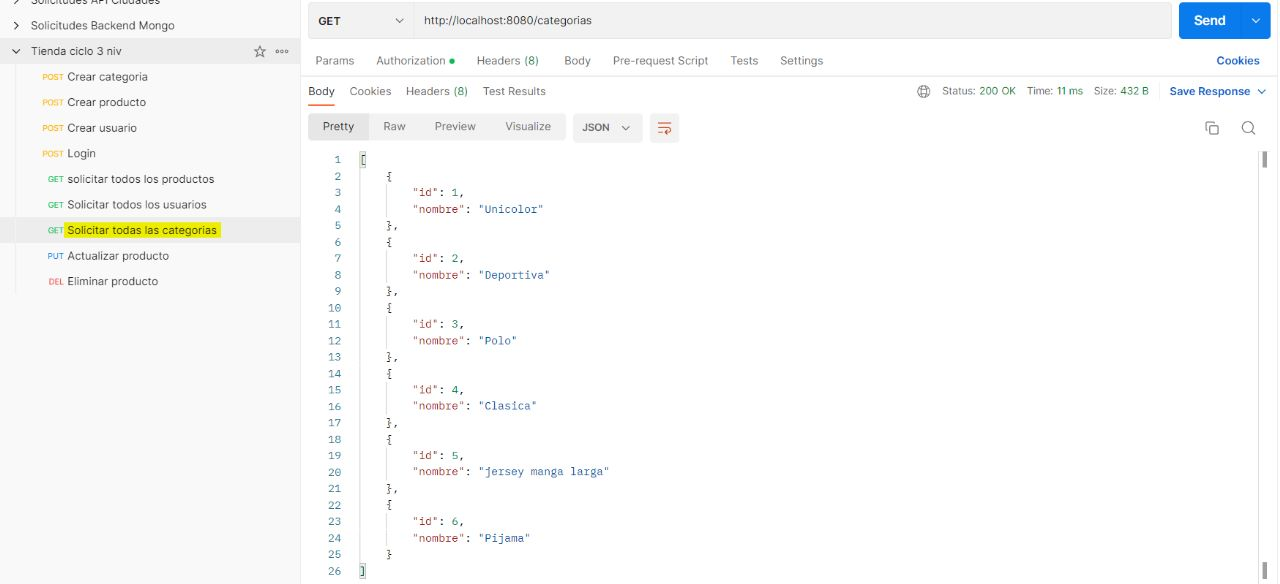 Solicitudes API Ciudades
Solicitudes Backend Mongo
Tienda ciclo 3 niv
POST Crear categoria
POST Crear producto
POST Crear usuario
POST Login
GET solicitar todos los productos
GET Solicitar todos los usuarios
GET Solicitar todas las categorias
PUT Actualizar producto
DEL Eliminar producto
GET http://localhost:8080/categorias Send
Params Authorization Headers (8) Body Pre-request Script Tests Settings Cookies
Body Cookies Headers (8) Test Results Status: 200 OK Time: 11 ms Size: 432 B Save Response
Pretty Raw Preview Visualize JSON
1 [
2 {
3 "id": 1,
4 "nombre": "Unicolor"
5 },
6 {
7 "id": 2,
8 "nombre": "Deportiva"
9 },
10 {
11 "id": 3,
12 "nombre": "Polo"
13 },
14 {
15 "id": 4,
16 "nombre": "Clasica"
17 },
18 {
19 "id": 5,
20 "nombre": "jersey manga larga"
21 },
22 {
23 "id": 6,
24 "nombre": "Pijama"
25 }
26 ]